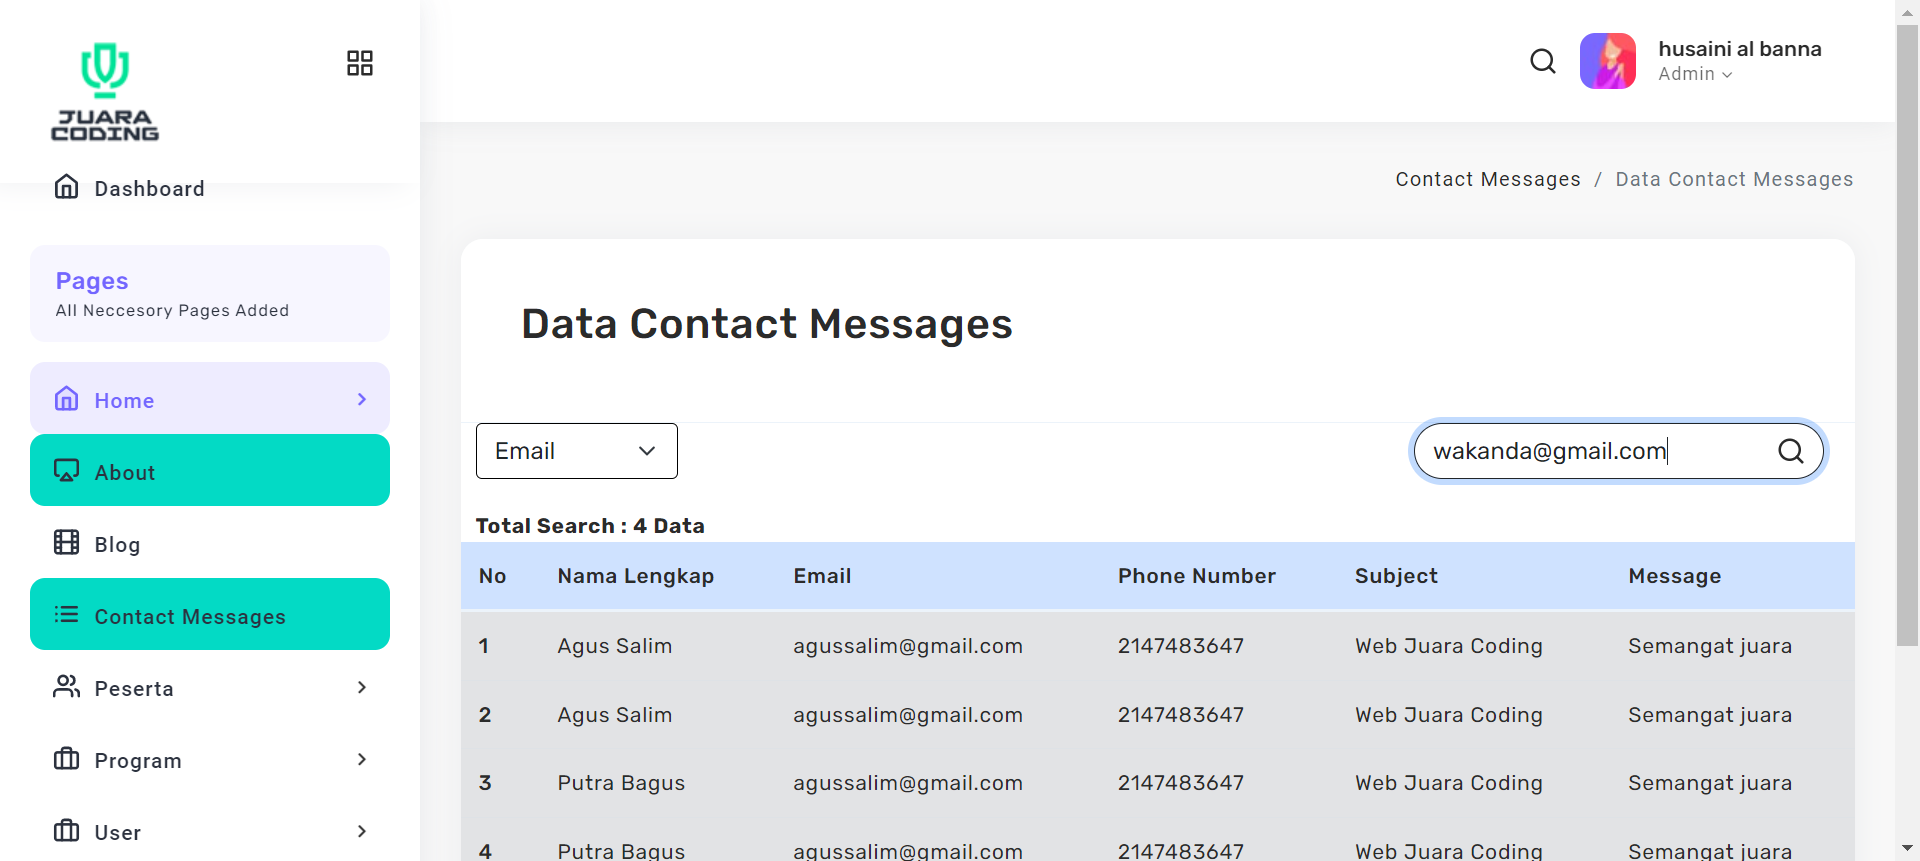 JUARA
CODING
Dashboard
Pages
All Neccesory Pages Added
Home
About
Blog
Contact Messages
Peserta
Program
User
husaini al banna
Admin
Contact Messages / Data Contact Messages
Data Contact Messages
Email
wakanda@gmail.com
Total Search : 4 Data
No Nama Lengkap Email Phone Number Subject Message
1 Agus Salim agussalim@gmail.com 2147483647 Web Juara Coding Semangat juara
2 Agus Salim agussalim@gmail.com 2147483647 Web Juara Coding Semangat juara
3 Putra Bagus agussalim@gmail.com 2147483647 Web Juara Coding Semangat juara
4 Putra Bagus agussalim@gmail.com 2147483647 Web Juara Coding Semangat juara